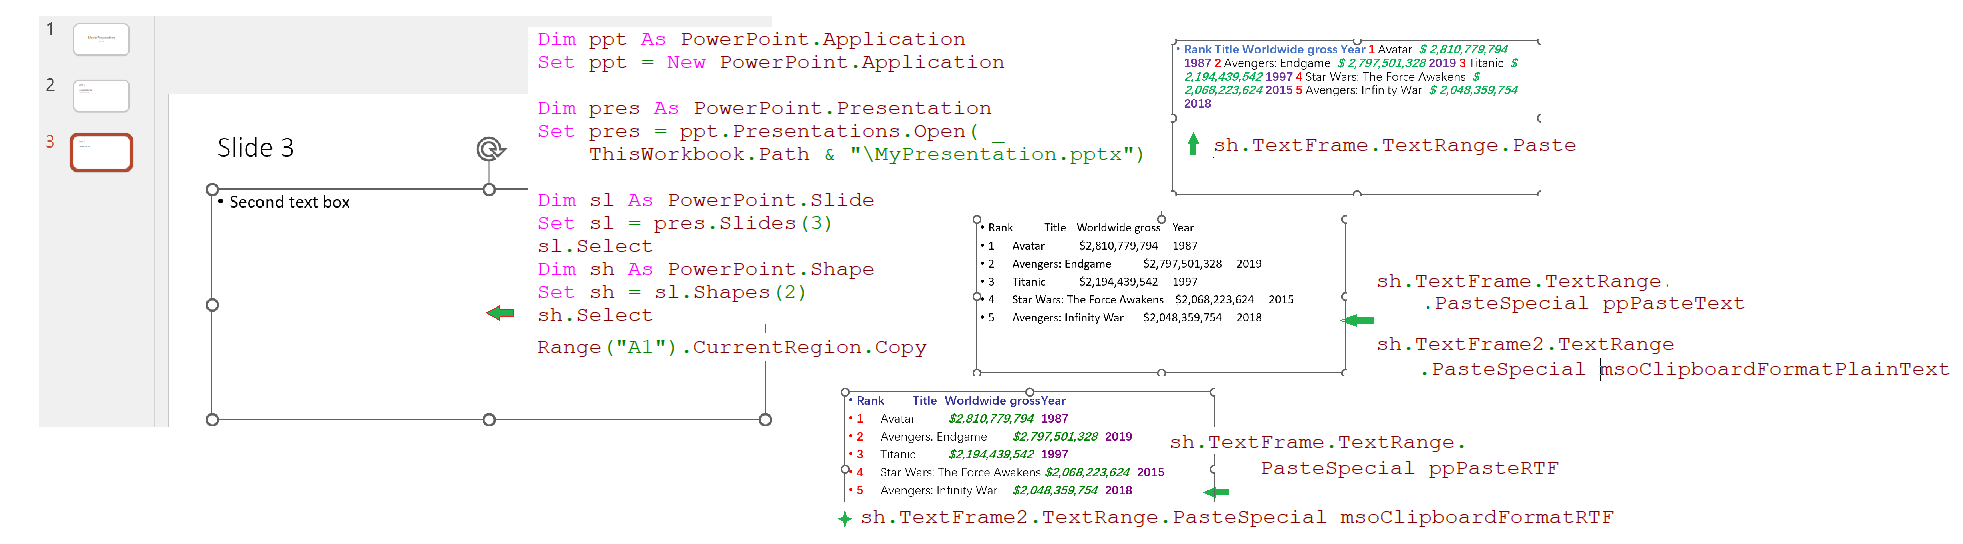 1
2
3
Slide 3
• Second text box
Dim ppt As PowerPoint.Application
Set ppt = New PowerPoint.Application
Dim pres As PowerPoint.Presentation
Set pres = ppt.Presentations.Open( _
ThisWorkbook.Path & "\MyPresentation.pptx")
Dim sl As PowerPoint.Slide
Set sl = pres.Slides(3)
sl.Select
Dim sh As PowerPoint.Shape
Set sh = sl.Shapes(2)
sh.Select
Range("A1").CurrentRegion.Copy
• Rank Title Worldwide gross Year 1 Avatar $ 2,810,779,794
1987 2 Avengers: Endgame $ 2,797,501,328 2019 3 Titanic $
2,194,439,542 1997 4 Star Wars: The Force Awakens $
2,068,223,624 2015 5 Avengers: Infinity War $ 2,048,359,754
2018
sh.TextFrame.TextRange.Paste
• Rank Title Worldwide gross Year
• 1 Avatar $2,810,779,794 1987
• 2 Avengers: Endgame $2,797,501,328 2019
• 3 Titanic $2,194,439,542 1997
• 4 Star Wars: The Force Awakens $2,068,223,624 2015
• 5 Avengers: Infinity War $2,048,359,754 2018
sh.TextFrame.TextRange.
.PasteSpecial ppPasteText
sh.TextFrame2.TextRange
.PasteSpecial msoClipboardFormatPlainText
• Rank Title Worldwide gross Year
• 1 Avatar $2,810,779,794 1987
• 2 Avengers: Endgame $2,797,501,328 2019
• 3 Titanic $2,194,439,542 1997
• 4 Star Wars: The Force Awakens $2,068,223,624 2015
• 5 Avengers: Infinity War $2,048,359,754 2018
sh.TextFrame.TextRange.
PasteSpecial ppPasteRTF
sh.TextFrame2.TextRange.PasteSpecial msoClipboardFormatRTF